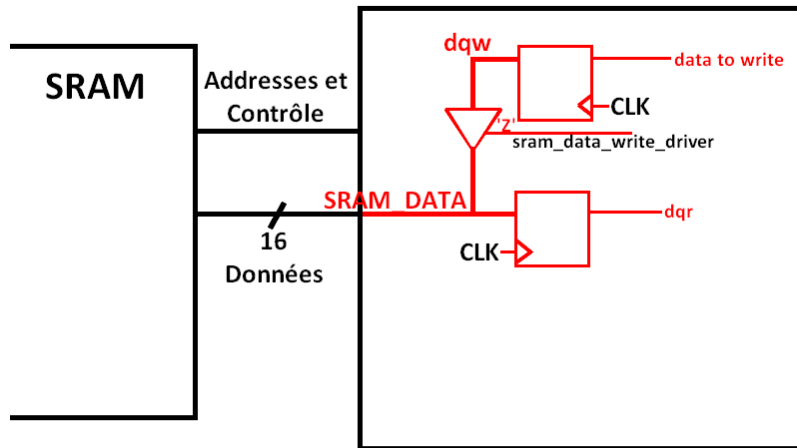 SRAM
Addresses et
Contrôle
dqw
data to write
CLK
'Z'
sram_data_write_driver
SRAM_DATA
dqr
CLK
16
Données